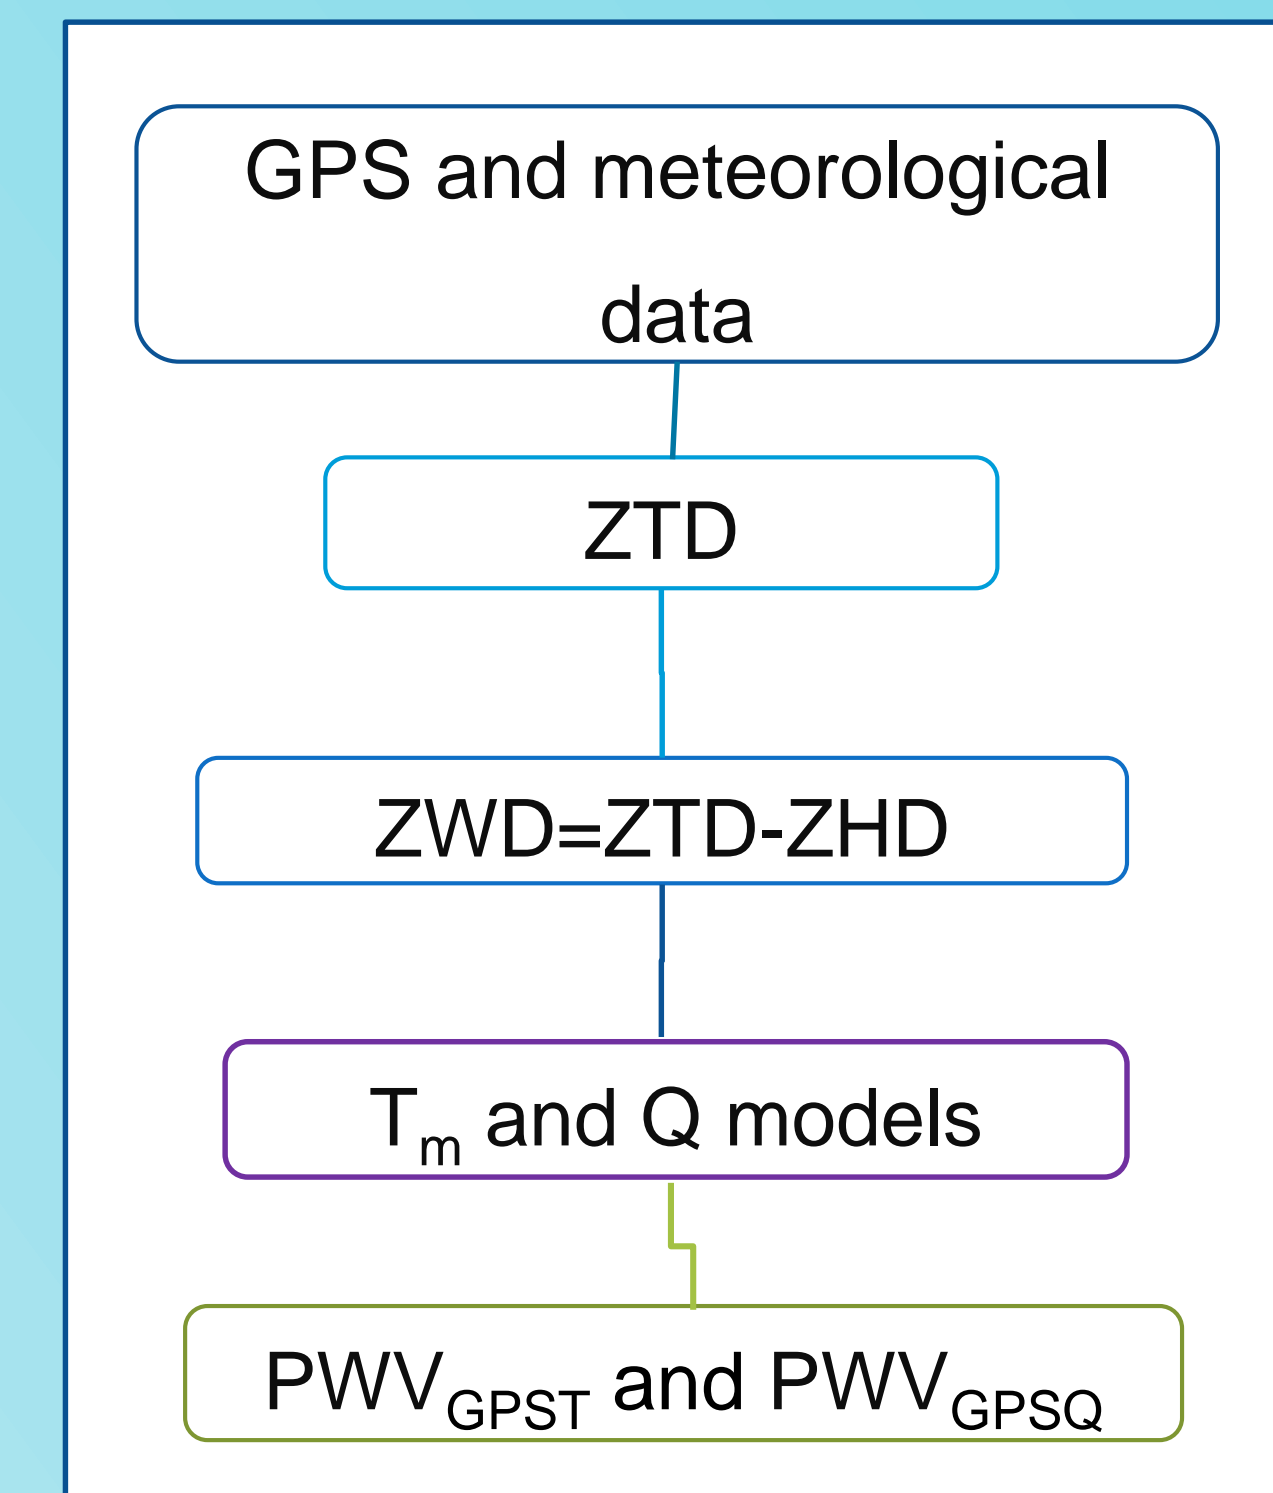 GPS and meteorological
data
ZTD
ZWD=ZTD-ZHD
Tm and Q models
PWVGPST and PWVGPSQ